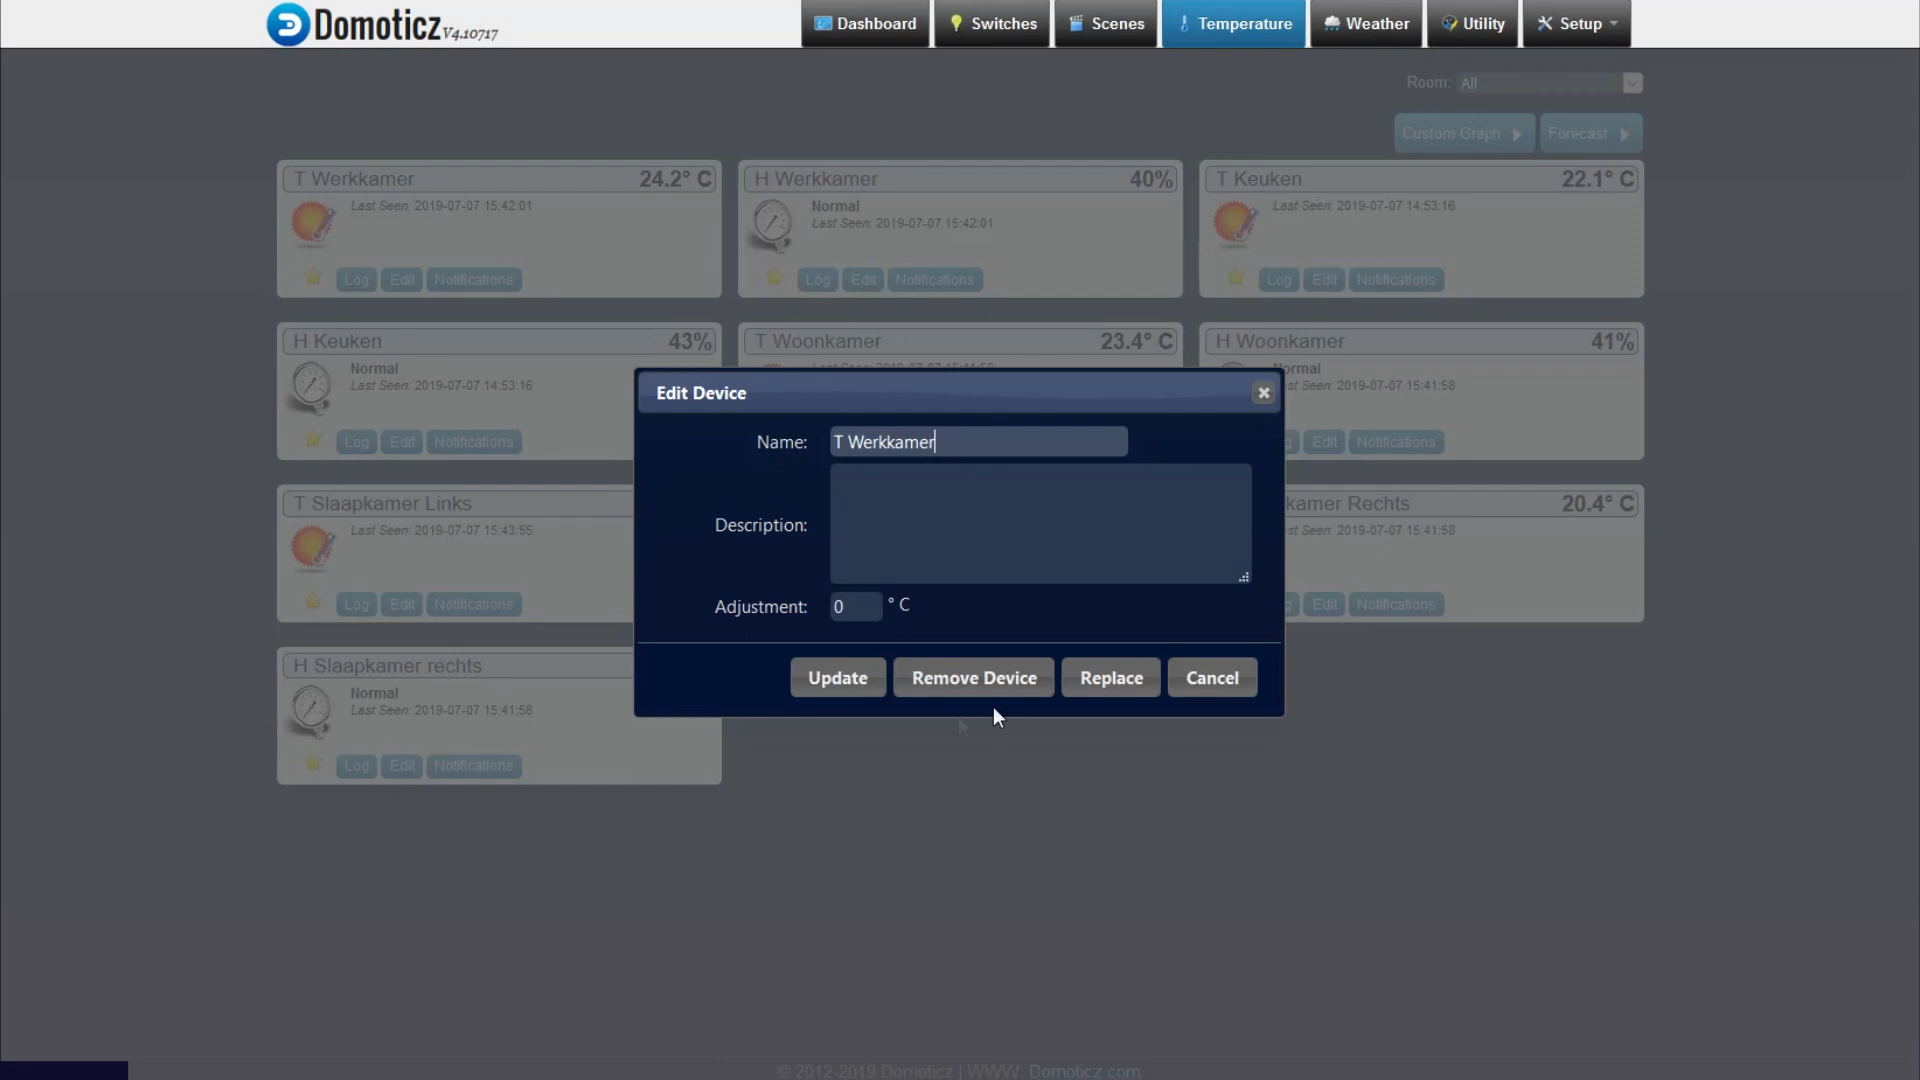 Domoticz V4.10717
Dashboard
Switches
Scenes
Temperature
Weather
Utility
Setup
Room: All
Custom Graph
Forecast
T Werkkamer 24.2° C
Last Seen: 2019-07-07 15:42:01
Log Edit Notifications
H Werkkamer 40%
Normal
Last Seen: 2019-07-07 15:42:01
Log Edit Notifications
T Keuken 22.1° C
Last Seen: 2019-07-07 14:53:16
Log Edit Notifications
H Keuken 43%
Normal
Last Seen: 2019-07-07 14:53:16
Log Edit Notifications
T Woonkamer 23.4° C
H Woonkamer 41%
ormal
st Seen: 2019-07-07 15:41:58
Edit Notifications
T Slaapkamer Links
Last Seen: 2019-07-07 15:43:55
Log Edit Notifications
kamer Rechts 20.4° C
st Seen: 2019-07-07 15:41:58
Edit Notifications
H Slaapkamer rechts
Normal
Last Seen: 2019-07-07 15:41:58
Log Edit Notifications
Edit Device
Name: T Werkkamer
Description:
Adjustment: 0 ° C
Update
Remove Device
Replace
Cancel
© 2012-2019 Domoticz | WWW: Domoticz.com